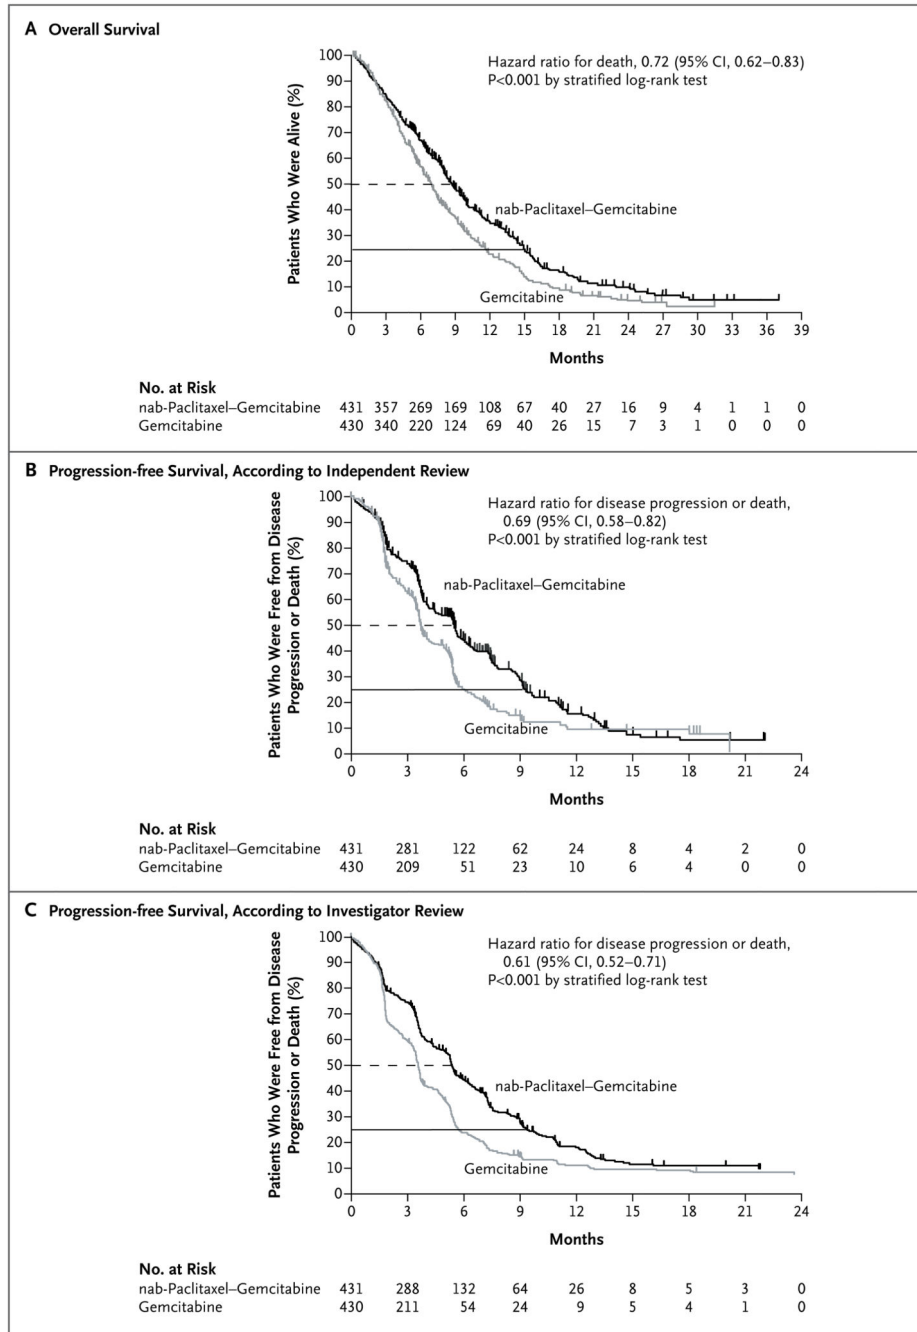 A Overall Survival
Patients Who Were Alive (%)
100
90
80
70
60
50
40
30
20
10
0
Hazard ratio for death, 0.72 (95% CI, 0.62–0.83)
P<0.001 by stratified log-rank test
nab-Paclitaxel–Gemcitabine
Gemcitabine
0 3 6 9 12 15 18 21 24 27 30 33 36 39
Months
No. at Risk
nab-Paclitaxel–Gemcitabine 431 357 269 169 108 67 40 27 16 9 4 1 1 0
Gemcitabine 430 340 220 124 69 40 26 15 7 3 1 0 0 0
B Progression-free Survival, According to Independent Review
Patients Who Were Free from Disease
Progression or Death (%)
100
90
80
70
60
50
40
30
20
10
0
Hazard ratio for disease progression or death,
0.69 (95% CI, 0.58–0.82)
P<0.001 by stratified log-rank test
nab-Paclitaxel–Gemcitabine
Gemcitabine
0 3 6 9 12 15 18 21 24
Months
No. at Risk
nab-Paclitaxel–Gemcitabine 431 281 122 62 24 8 4 2 0
Gemcitabine 430 209 51 23 10 6 4 0 0
C Progression-free Survival, According to Investigator Review
Patients Who Were Free from Disease
Progression or Death (%)
100
90
80
70
60
50
40
30
20
10
0
Hazard ratio for disease progression or death,
0.61 (95% CI, 0.52–0.71)
P<0.001 by stratified log-rank test
nab-Paclitaxel–Gemcitabine
Gemcitabine
0 3 6 9 12 15 18 21 24
Months
No. at Risk
nab-Paclitaxel–Gemcitabine 431 288 132 64 26 8 5 3 0
Gemcitabine 430 211 54 24 9 5 4 1 0